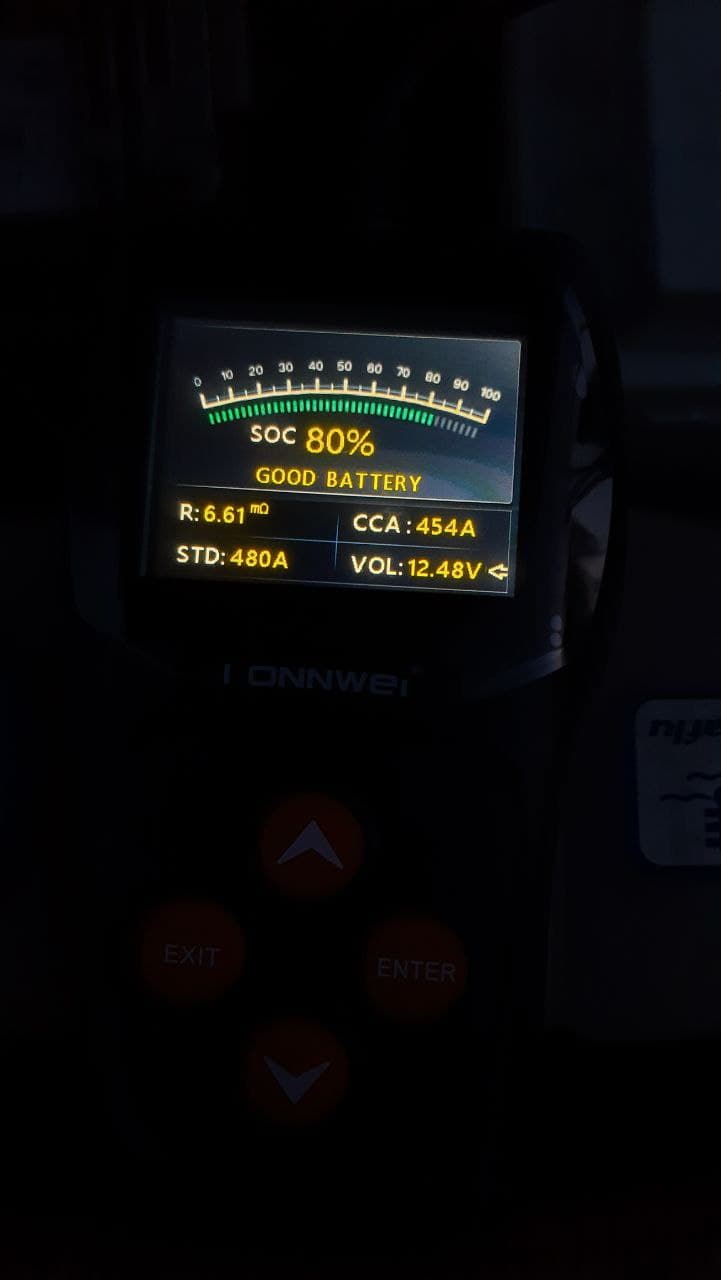 0 10 20 30 40 50 60 70 80 90 100
SOC 80%
GOOD BATTERY
R: 6.61 mΩ
CCA : 454A
STD: 480A
VOL: 12.48V
EXIT
ENTER